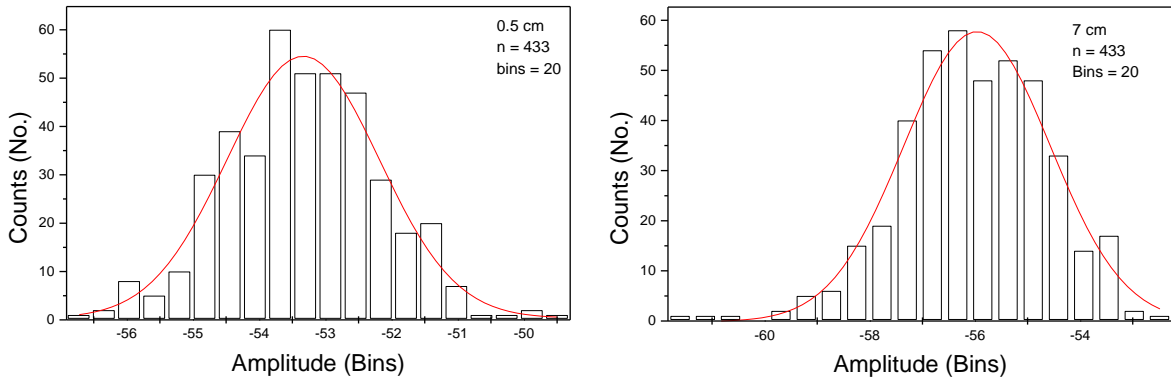 60
50
40
30
20
10
0
Counts (No.)
0.5 cm
n = 433
bins = 20
-56 -55 -54 -53 -52 -51 -50
Amplitude (Bins)
60
50
40
30
20
10
0
Counts (No.)
7 cm
n = 433
Bins = 20
-60 -58 -56 -54
Amplitude (Bins)